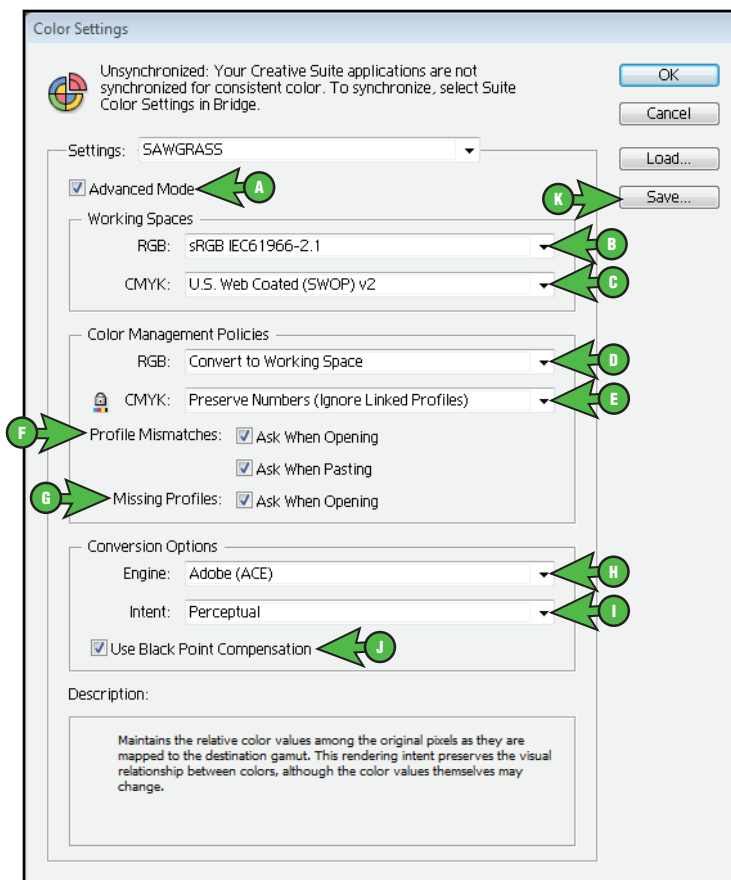 Color Settings
Unsynchronized: Your Creative Suite applications are not
synchronized for consistent color. To synchronize, select Suite
Color Settings in Bridge.
OK
Cancel
Load...
Save...
K
Settings: SAWGRASS
Advanced Mode
A
Working Spaces
RGB: sRGB IEC61966-2.1
B
CMYK: U.S. Web Coated (SWOP) v2
C
Color Management Policies
RGB: Convert to Working Space
D
CMYK: Preserve Numbers (Ignore Linked Profiles)
E
F
Profile Mismatches: Ask When Opening
Ask When Pasting
G
Missing Profiles: Ask When Opening
Conversion Options
Engine: Adobe (ACE)
H
Intent: Perceptual
I
Use Black Point Compensation
J
Description:
Maintains the relative color values among the original pixels as they are
mapped to the destination gamut. This rendering intent preserves the visual
relationship between colors, although the color values themselves may
change.